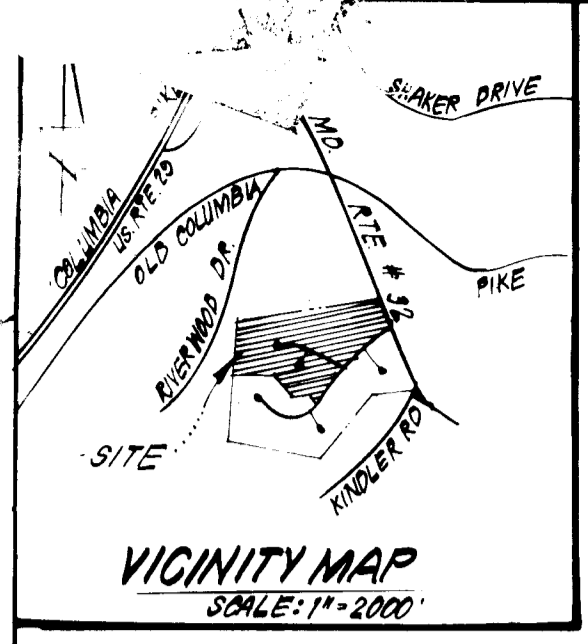 SHAKER DRIVE
MD. RTE # 32
COLUMBIA PIKE
U.S. RTE. 29
OLD COLUMBIA
PIKE
RIVERWOOD DR.
SITE
KINDLER RD
VICINITY MAP
SCALE: 1" = 2000'